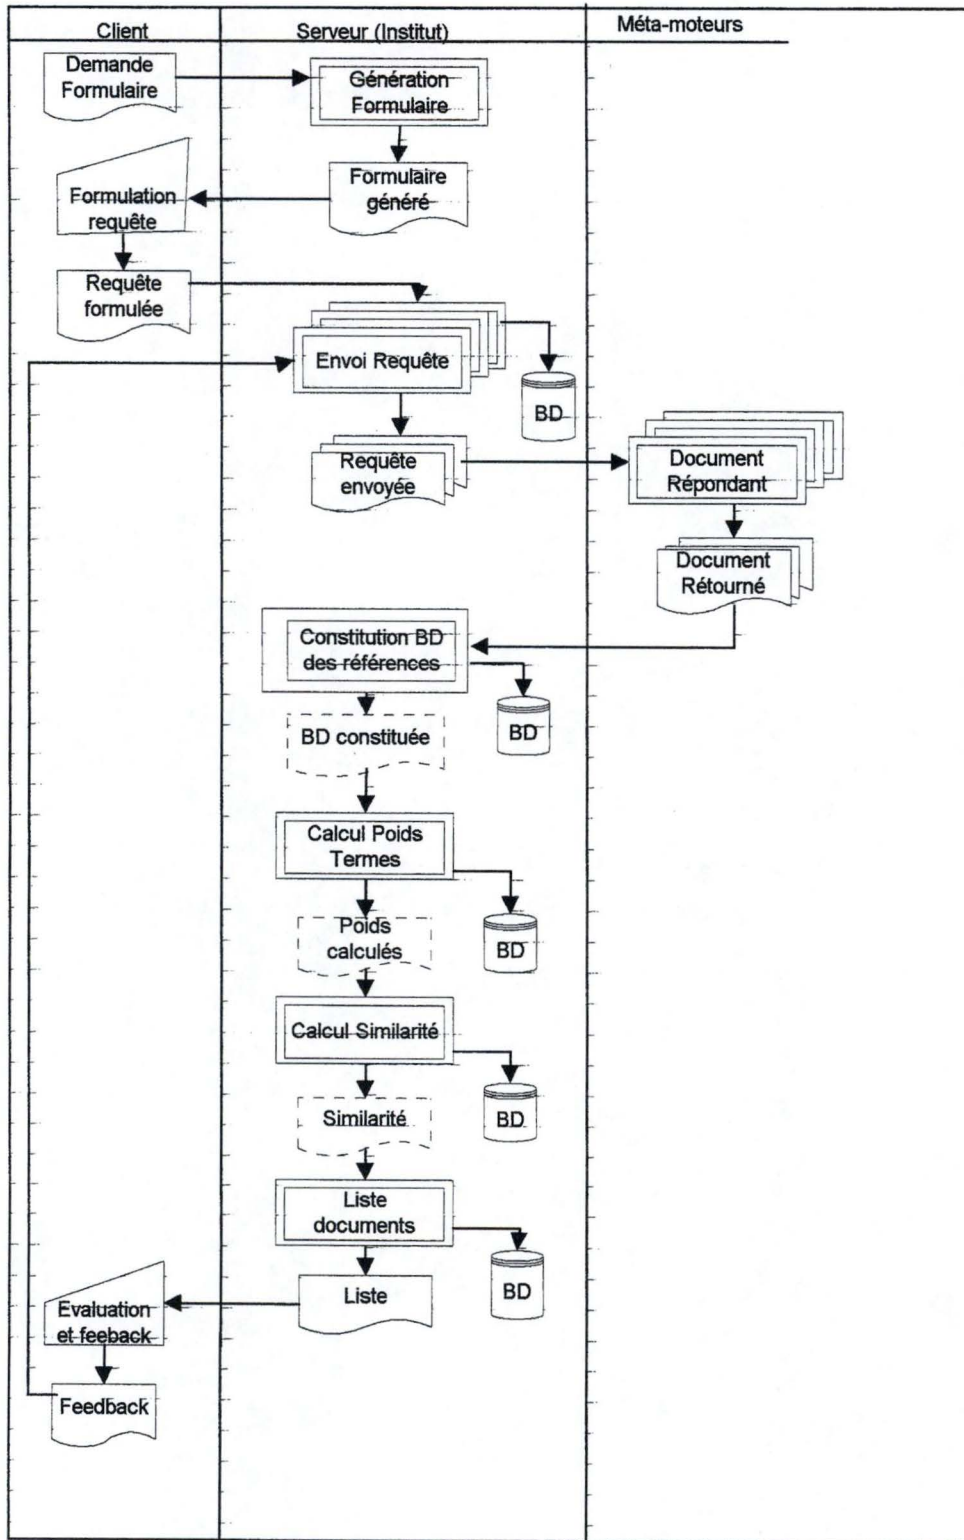 Client
Serveur (Institut)
Méta-moteurs
Demande
Formulaire
Génération
Formulaire
Formulation
requête
Formulaire
généré
Requête
formulée
Envoi Requête
BD
Requête
envoyée
Document
Répondant
Document
Rétourné
Constitution BD
des références
BD
BD constituée
Calcul Poids
Termes
BD
Poids
calculés
Calcul Similarité
BD
Similarité
Liste
documents
BD
Liste
Evaluation
et feeback
Feedback